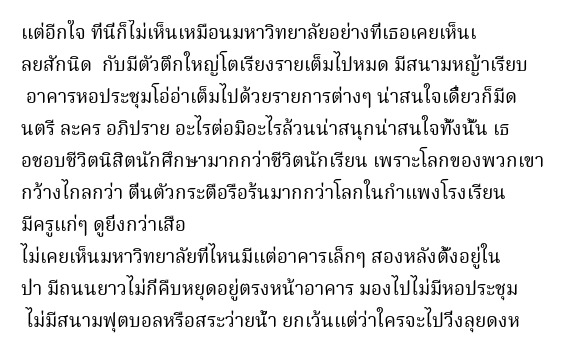 แต่อีกใจ ที่นี่ก็ไม่เห็นเหมือนมหาวิทยาลัยอย่างที่เธอเคยเห็นเ
ลยสักนิด  กับมีตัวตึกใหญ่โตเรียงรายเต็มไปหมด มีสนามหญ้าเรียบ
 อาคารหอประชุมโอ่อ่าเต็มไปด้วยรายการต่างๆ น่าสนใจเดี๋ยวก็มีด
นตรี ละคร อภิปราย อะไรต่อมิอะไรล้วนน่าสนุกน่าสนใจทั้งนั้น เธ
อชอบชีวิตนิสิตนักศึกษามากกว่าชีวิตนักเรียน เพราะโลกของพวกเขา
กว้างไกลกว่า ตื่นตัวกระตือรือร้นมากกว่าโลกในกำแพงโรงเรียน
มีครูแก่ๆ ดุยิ่งกว่าเสือ
ไม่เคยเห็นมหาวิทยาลัยที่ไหนมีแต่อาคารเล็กๆ สองหลังตั้งอยู่ใน
ป่า มีถนนยาวไม่กี่คืบหยุดอยู่ตรงหน้าอาคาร มองไปไม่มีหอประชุม
 ไม่มีสนามฟุตบอลหรือสระว่ายน้ำ ยกเว้นแต่ว่าใครจะไปวิ่งลุยดงห